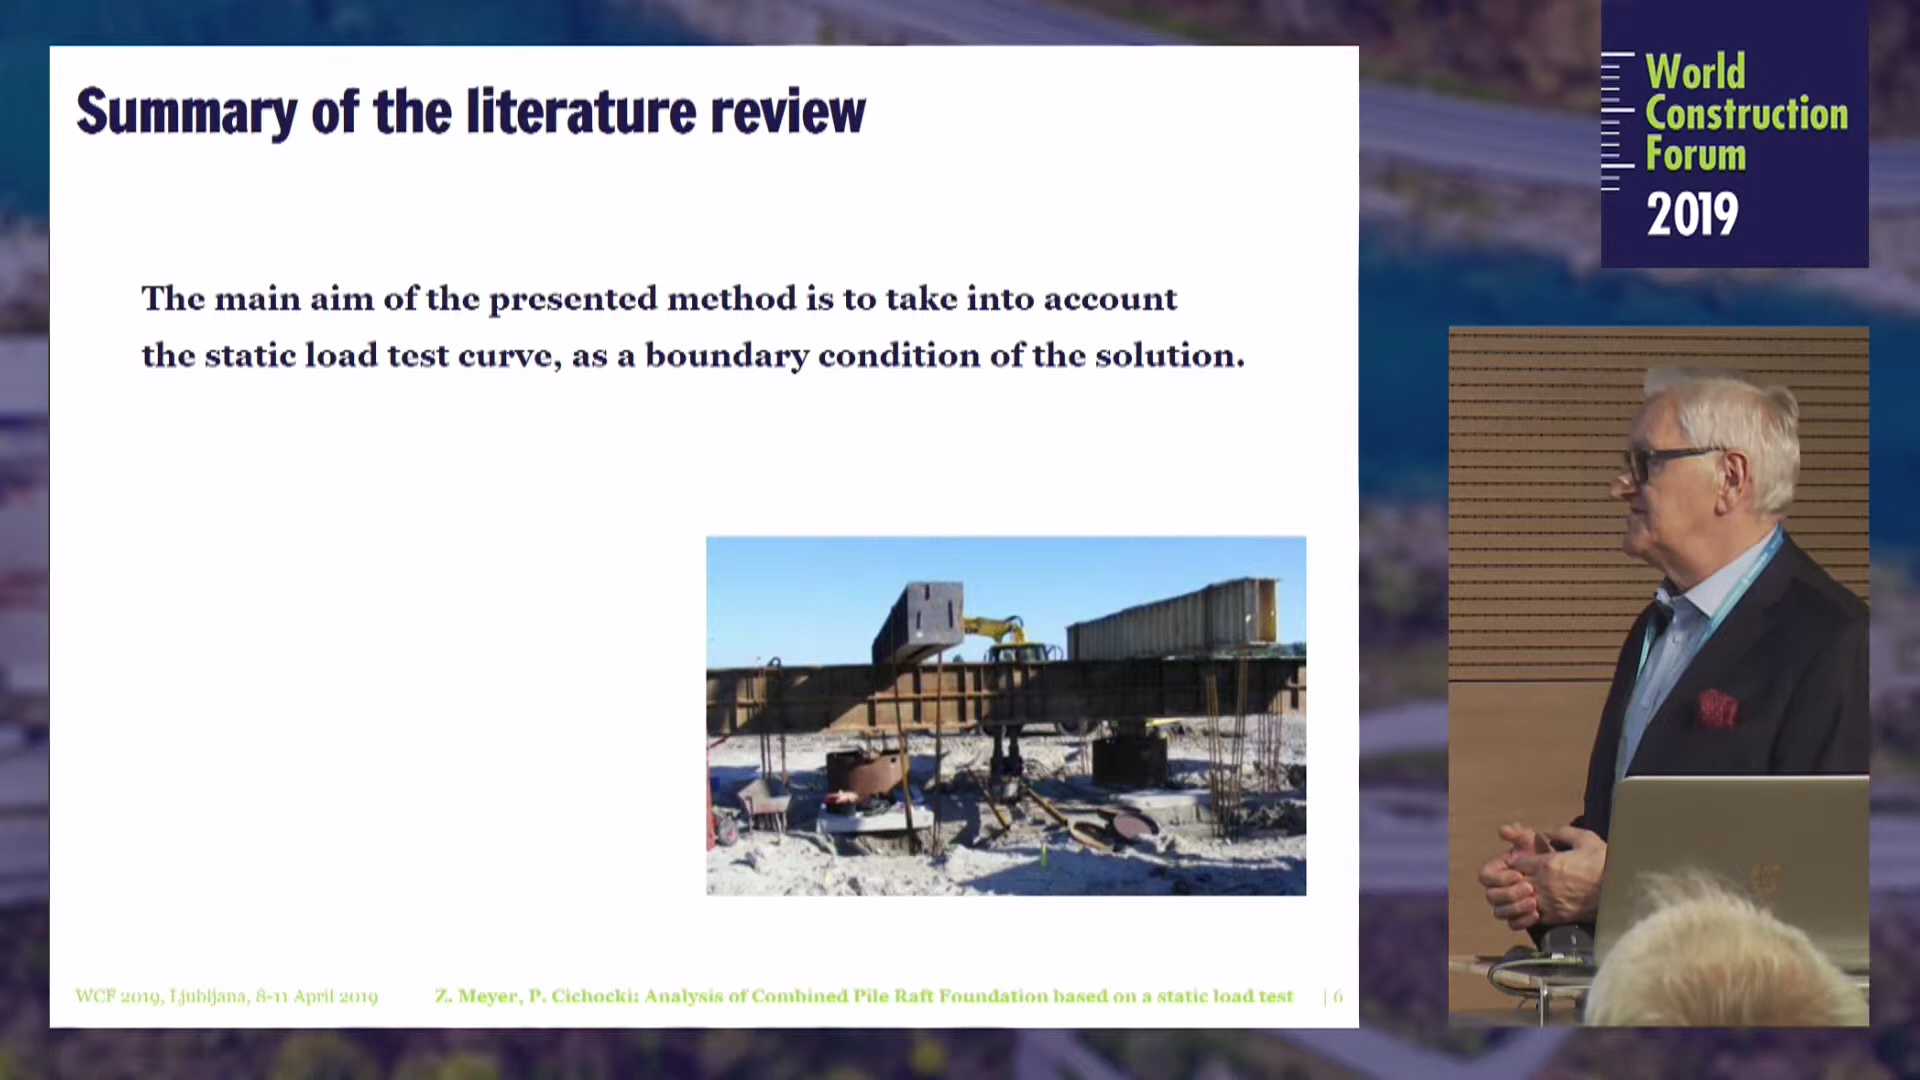 Summary of the literature review
The main aim of the presented method is to take into account
the static load test curve, as a boundary condition of the solution.
WCF 2019, Ljubljana, 8-11 April 2019
Z. Meyer, P. Cichocki: Analysis of Combined Pile Raft Foundation based on a static load test
| 6
World
Construction
Forum
2019